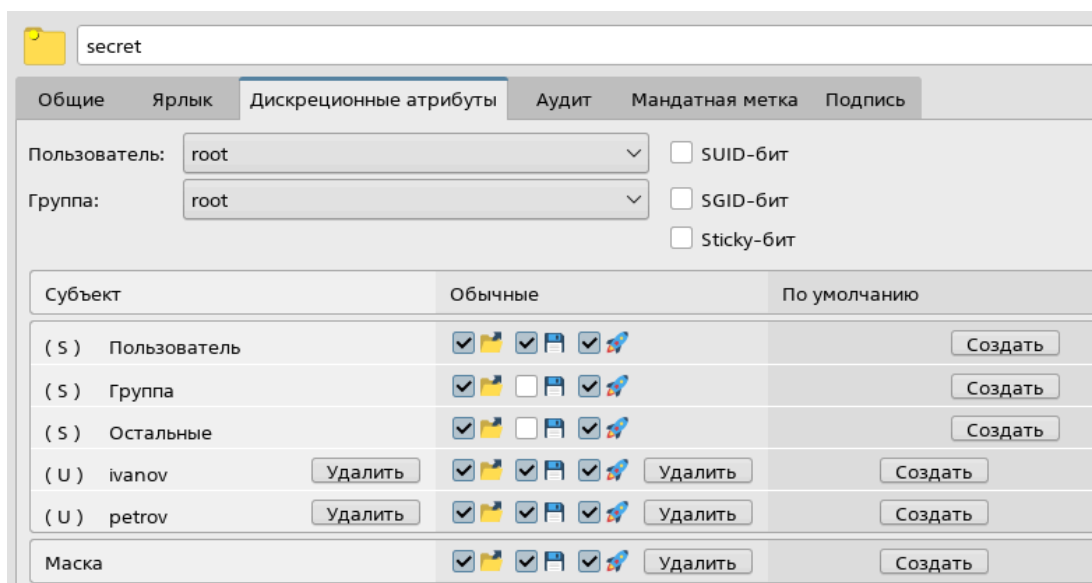 secret
Общие Ярлык Дискреционные атрибуты Аудит Мандатная метка Подпись
Пользователь: root SUID-бит
Группа: root SGID-бит
Sticky-бит
Субъект Обычные По умолчанию
(S) Пользователь Создать
(S) Группа Создать
(S) Остальные Создать
(U) ivanov Удалить Удалить Создать
(U) petrov Удалить Удалить Создать
Маска Удалить Создать